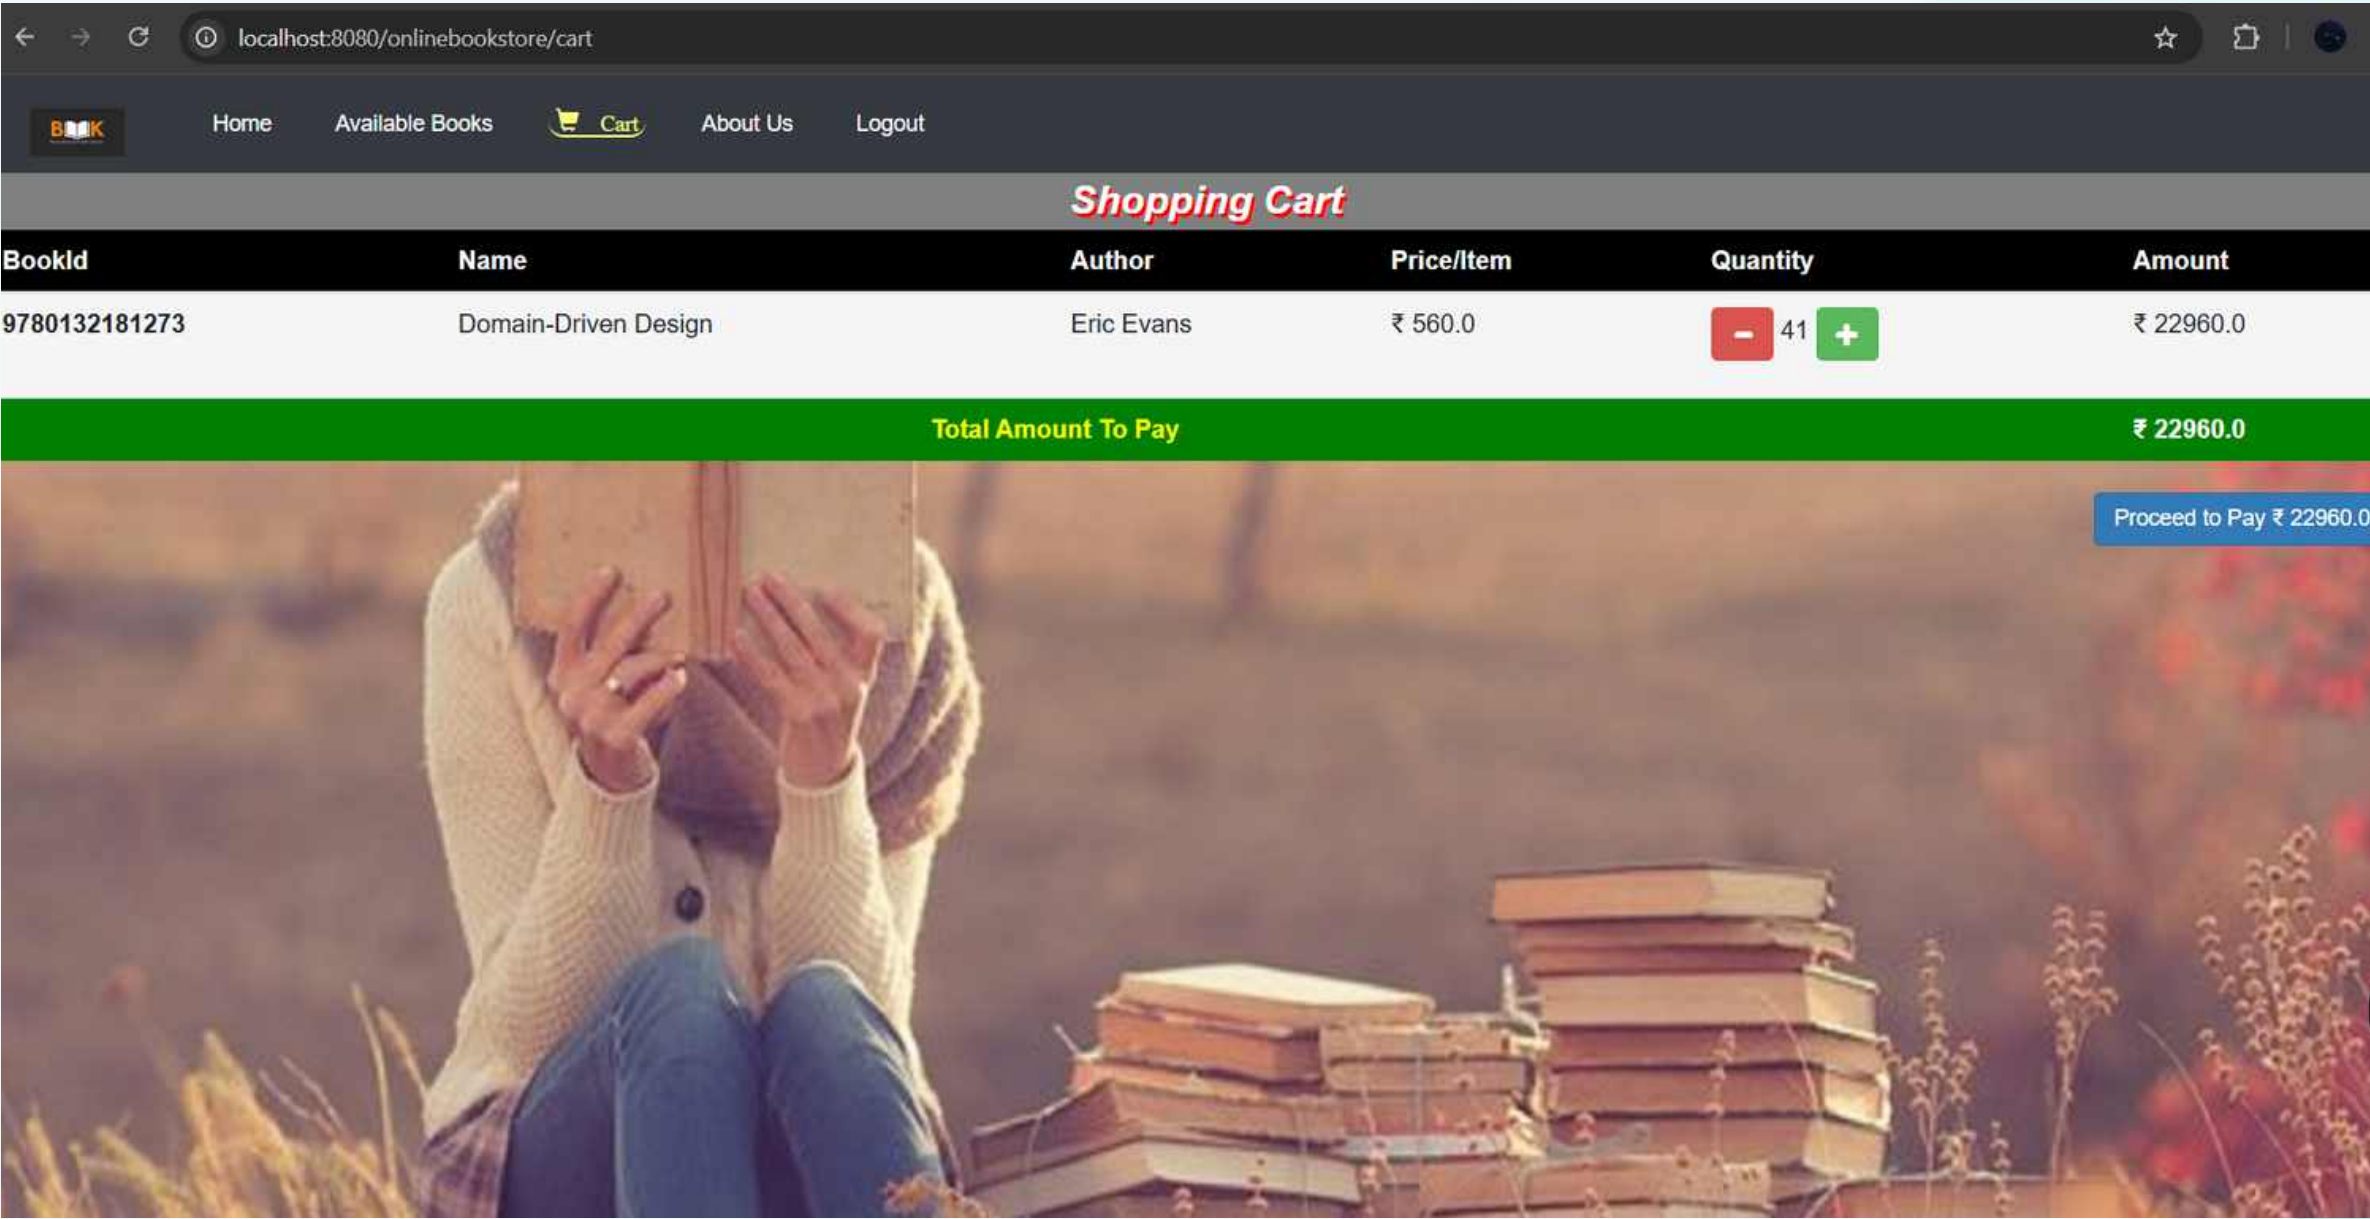 localhost:8080/onlinebookstore/cart
BOOK Home Available Books Cart About Us Logout
Shopping Cart
BookId Name Author Price/Item Quantity Amount
9780132181273 Domain-Driven Design Eric Evans ₹ 560.0 41 ₹ 22960.0
Total Amount To Pay ₹ 22960.0
Proceed to Pay ₹ 22960.0